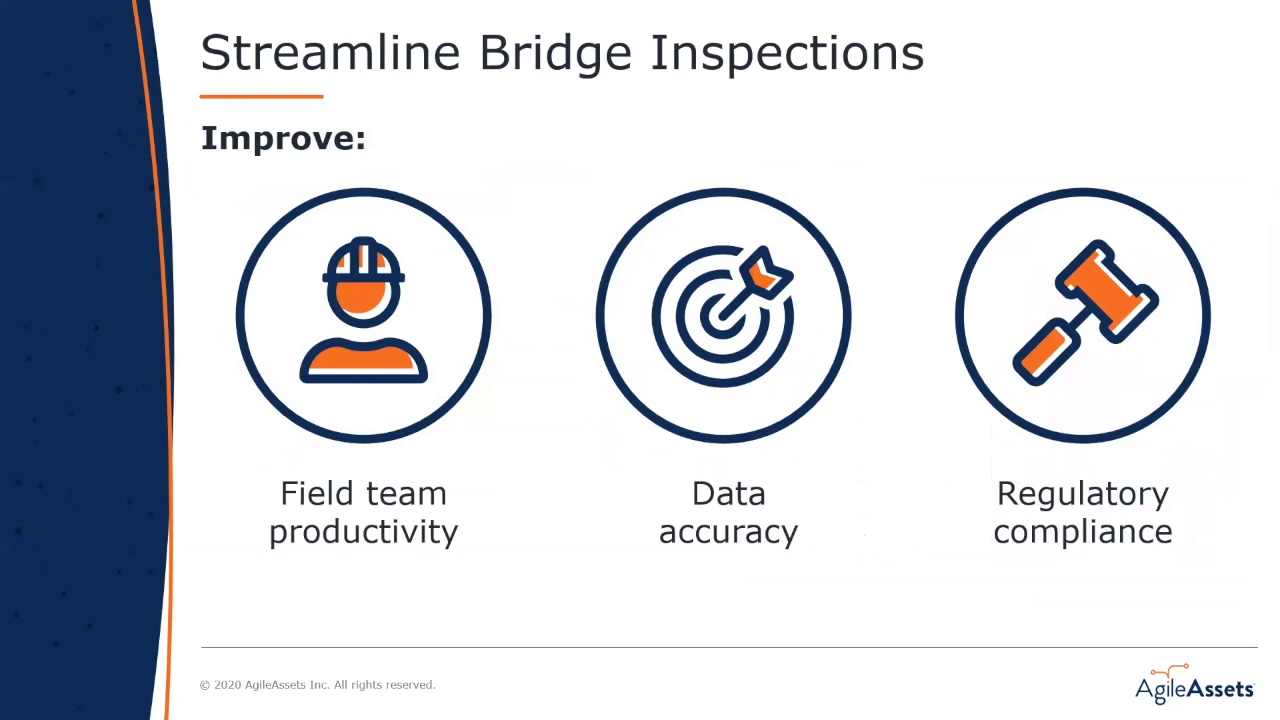 Streamline Bridge Inspections
Improve:
Field team
productivity
Data
accuracy
Regulatory
compliance
© 2020 AgileAssets Inc. All rights reserved.
AgileAssets